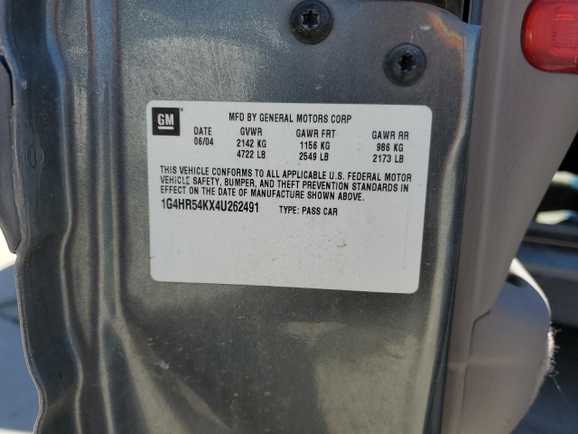 GM
MFD BY GENERAL MOTORS CORP
DATE GVWR GAWR FRT GAWR RR
06/04 2142 KG 1156 KG 986 KG
4722 LB 2549 LB 2173 LB
THIS VEHICLE CONFORMS TO ALL APPLICABLE U.S. FEDERAL MOTOR
VEHICLE SAFETY, BUMPER, AND THEFT PREVENTION STANDARDS IN
EFFECT ON THE DATE OF MANUFACTURE SHOWN ABOVE.
1G4HR54KX4U262491 TYPE: PASS CAR